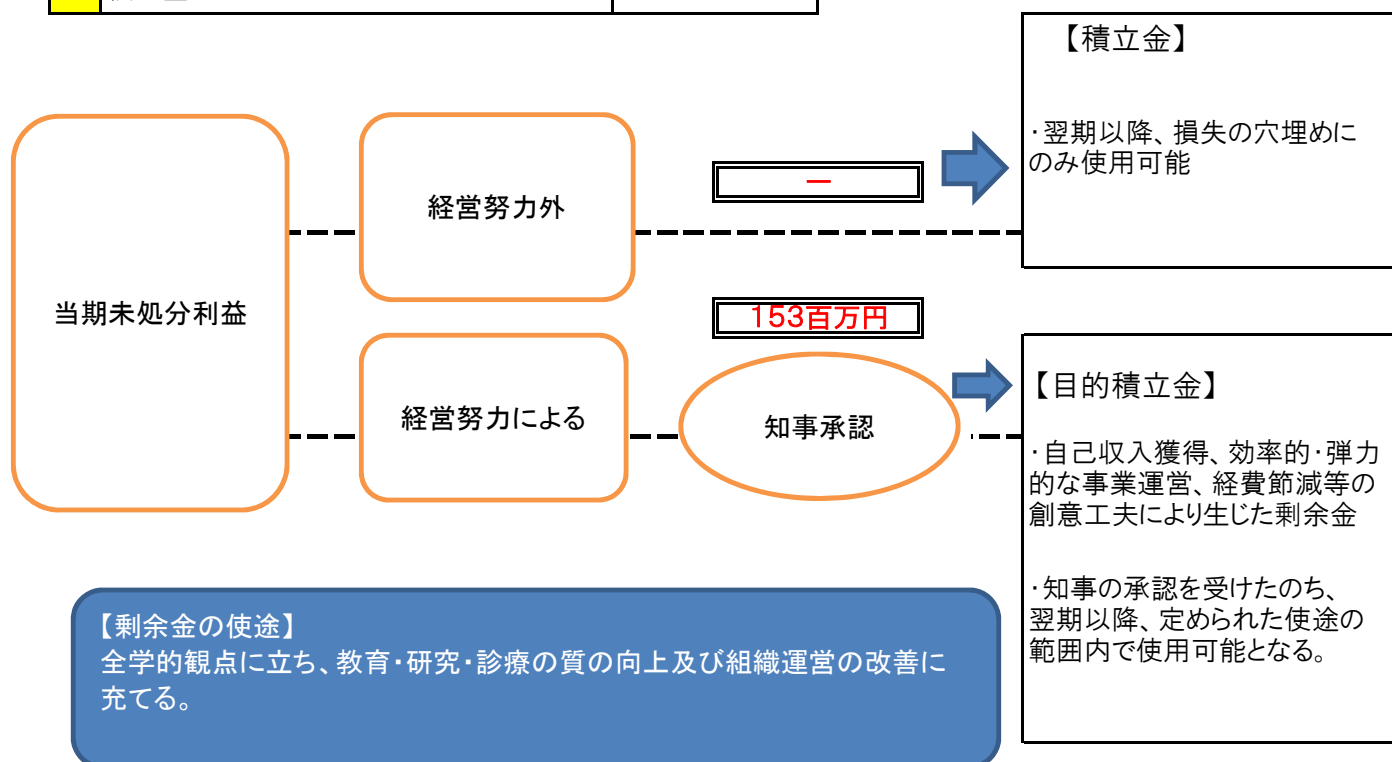 【積立金】
・翌期以降、損失の穴埋めに
のみ使用可能
経営努力外
―
当期未処分利益
153百万円
経営努力による
知事承認
【目的積立金】
・自己収入獲得、効率的・弾力
的な事業運営、経費節減等の
創意工夫により生じた剰余金
・知事の承認を受けたのち、
翌期以降、定められた使途の
範囲内で使用可能となる。
【剰余金の使途】
全学的観点に立ち、教育・研究・診療の質の向上及び組織運営の改善に
充てる。